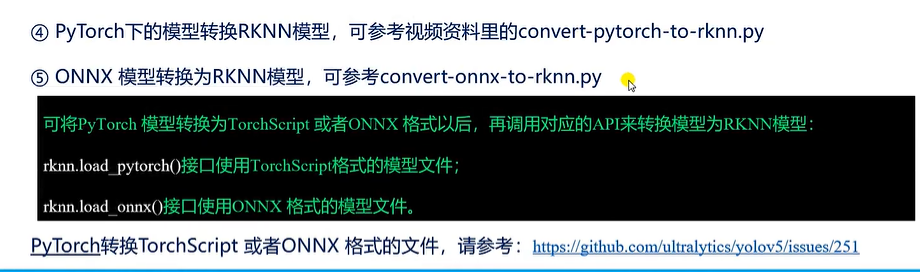 ④ PyTorch下的模型转换RKNN模型，可参考视频资料里的convert-pytorch-to-rknn.py
⑤ ONNX 模型转换为RKNN模型，可参考convert-onnx-to-rknn.py
可将PyTorch 模型转换为TorchScript 或者ONNX 格式以后，再调用对应的API来转换模型为RKNN模型：
rknn.load_pytorch()接口使用TorchScript格式的模型文件；
rknn.load_onnx()接口使用ONNX 格式的模型文件。
PyTorch转换TorchScript 或者ONNX 格式的文件，请参考：https://github.com/ultralytics/yolov5/issues/251